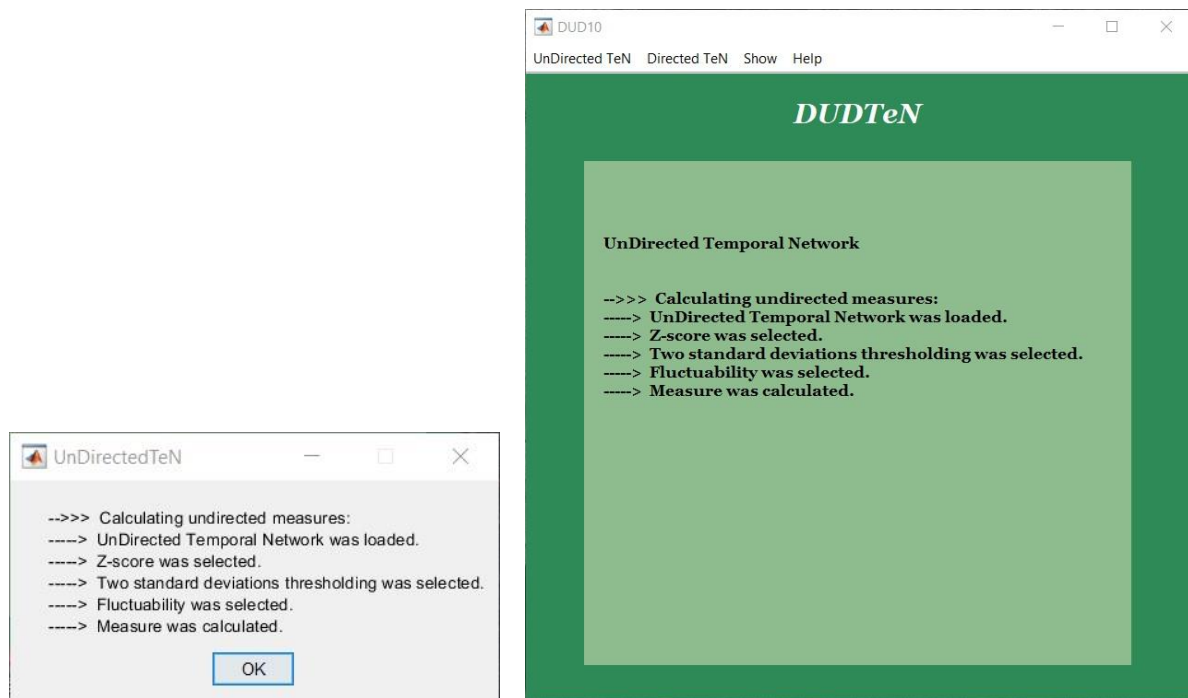 UnDirectedTeN
-->>> Calculating undirected measures:
-----> UnDirected Temporal Network was loaded.
-----> Z-score was selected.
-----> Two standard deviations thresholding was selected.
-----> Fluctuability was selected.
-----> Measure was calculated.
OK
DUD10
UnDirected TeN Directed TeN Show Help
DUDTeN
UnDirected Temporal Network
-->>> Calculating undirected measures:
-----> UnDirected Temporal Network was loaded.
-----> Z-score was selected.
-----> Two standard deviations thresholding was selected.
-----> Fluctuability was selected.
-----> Measure was calculated.